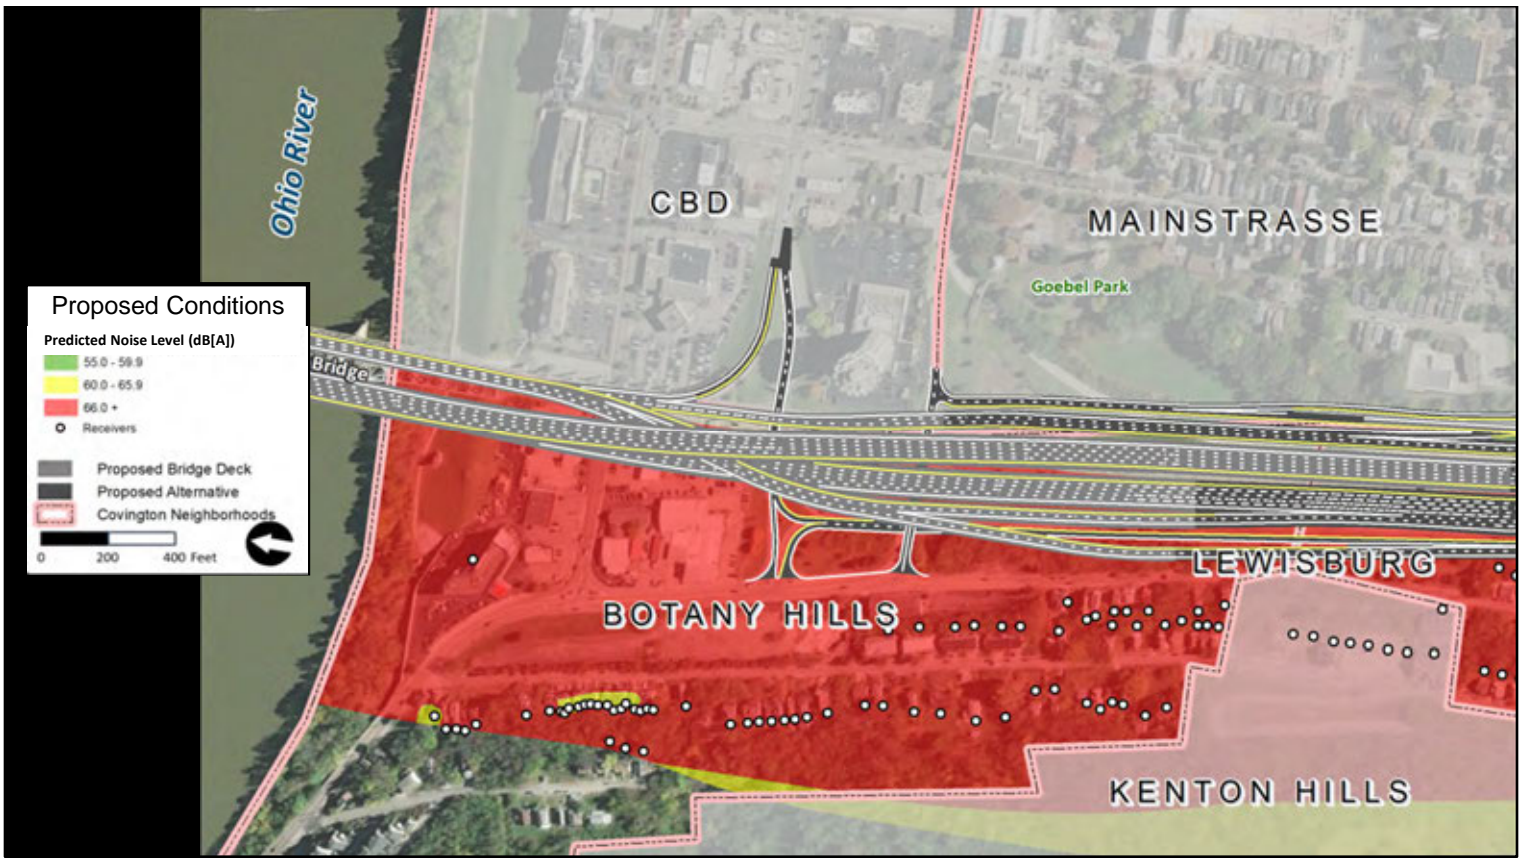 Ohio River
CBD
MAINSTRASSE
Goebel Park
Bridge
Proposed Conditions
Predicted Noise Level (dB[A])
55.0 - 59.9
60.0 - 65.9
66.0 +
Receivers
Proposed Bridge Deck
Proposed Alternative
Covington Neighborhoods
0 200 400 Feet
LEWISBURG
BOTANY HILLS
KENTON HILLS